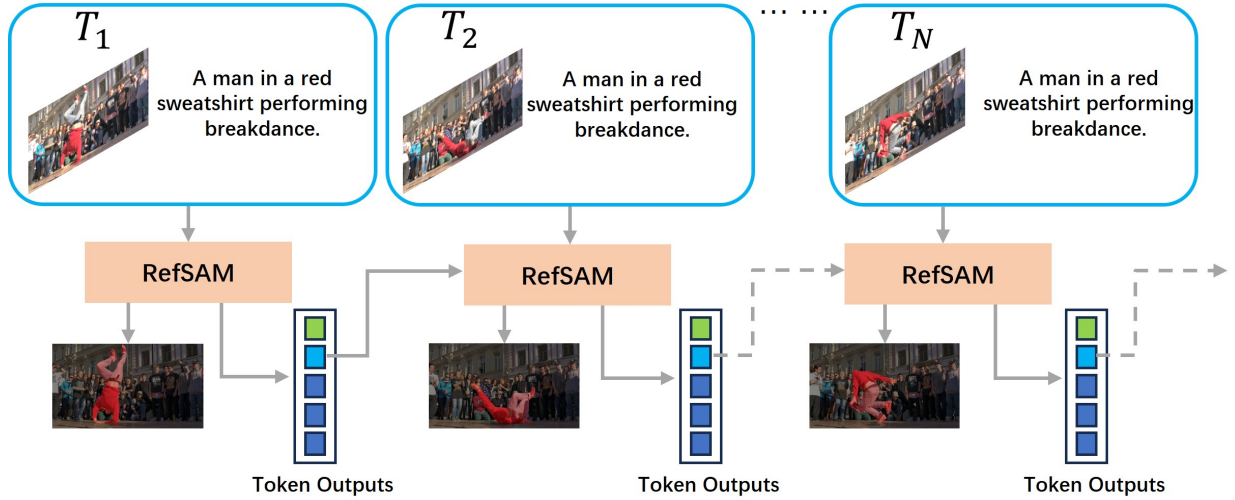 T1
A man in a red
sweatshirt performing
breakdance.
T2
A man in a red
sweatshirt performing
breakdance.
... ...
TN
A man in a red
sweatshirt performing
breakdance.
RefSAM
RefSAM
RefSAM
Token Outputs
Token Outputs
Token Outputs